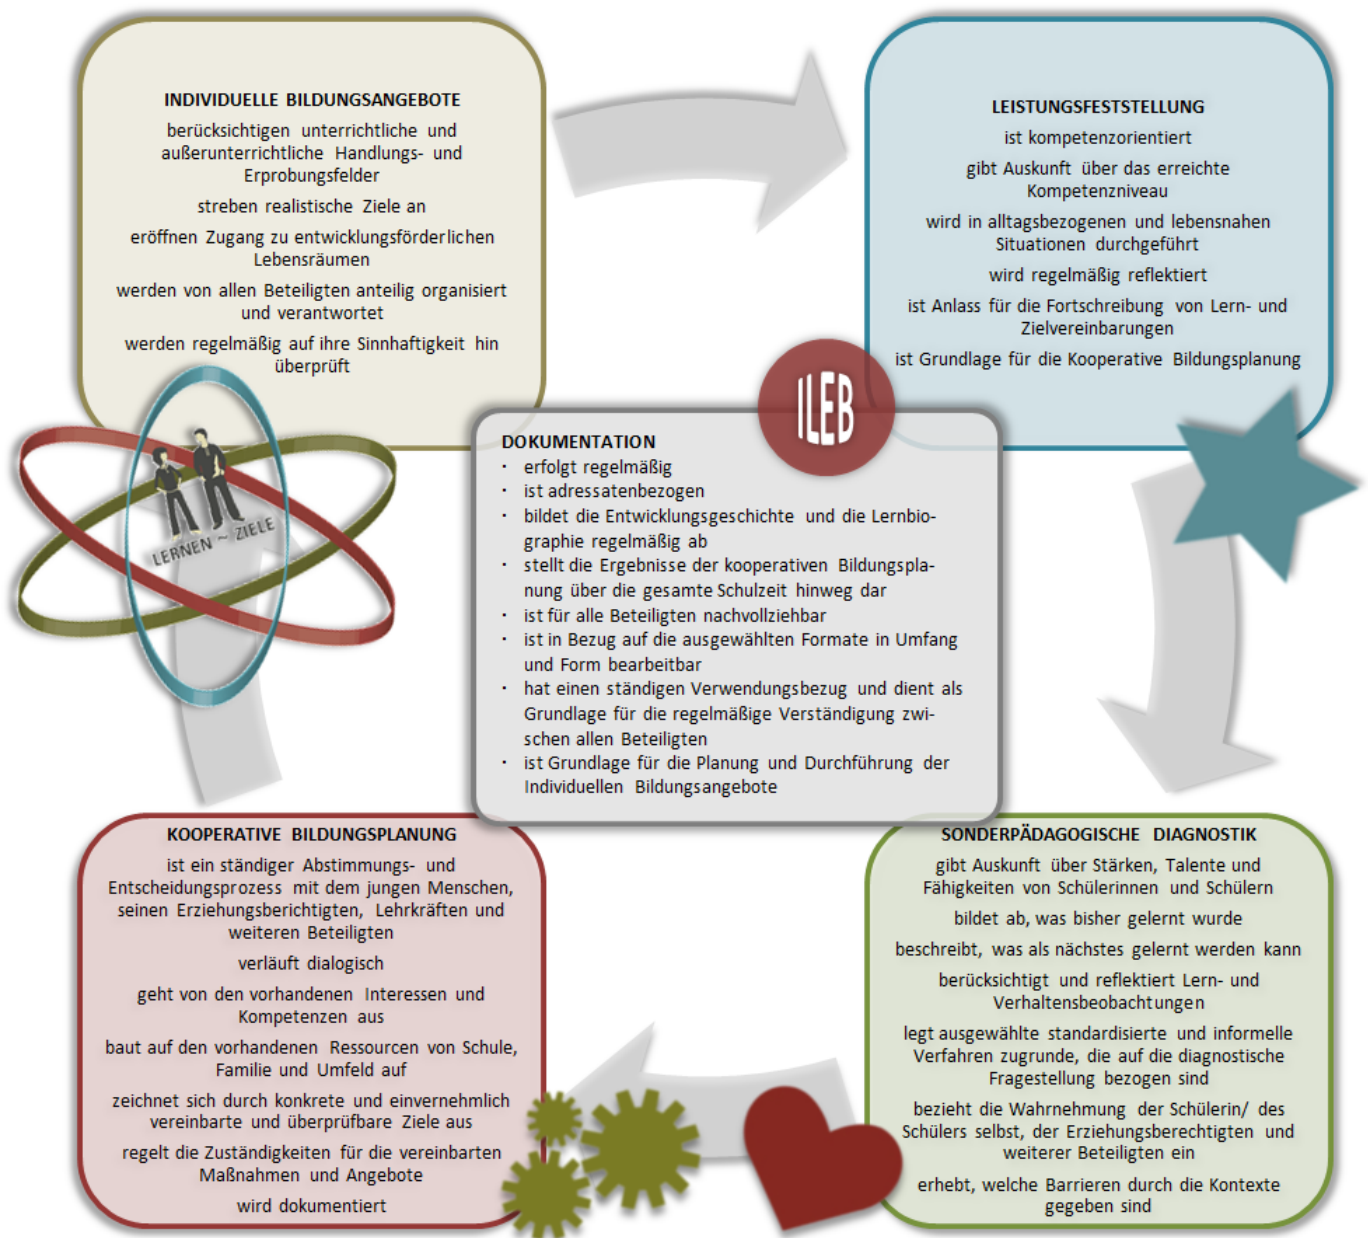 INDIVIDUELLE BILDUNGSANGEBOTE
berücksichtigen unterrichtliche und
außerunterrichtliche Handlungs- und
Erprobungsfelder
streben realistische Ziele an
eröffnen Zugang zu entwicklungsförderlichen
Lebensräumen
werden von allen Beteiligten anteilig organisiert
und verantwortet
werden regelmäßig auf ihre Sinnhaftigkeit hin
überprüft
LEISTUNGSFESTSTELLUNG
ist kompetenzorientiert
gibt Auskunft über das erreichte
Kompetenzniveau
wird in alltagsbezogenen und lebensnahen
Situationen durchgeführt
wird regelmäßig reflektiert
ist Anlass für die Fortschreibung von Lern- und
Zielvereinbarungen
ist Grundlage für die Kooperative Bildungsplanung
ILEB
LERNEN ~ ZIELE
DOKUMENTATION
· erfolgt regelmäßig
· ist adressatenbezogen
· bildet die Entwicklungsgeschichte und die Lernbio-
graphie regelmäßig ab
· stellt die Ergebnisse der kooperativen Bildungspla-
nung über die gesamte Schulzeit hinweg dar
· ist für alle Beteiligten nachvollziehbar
· ist in Bezug auf die ausgewählten Formate in Umfang
und Form bearbeitbar
· hat einen ständigen Verwendungsbezug und dient als
Grundlage für die regelmäßige Verständigung zwi-
schen allen Beteiligten
· ist Grundlage für die Planung und Durchführung der
Individuellen Bildungsangebote
KOOPERATIVE BILDUNGSPLANUNG
ist ein ständiger Abstimmungs- und
Entscheidungsprozess mit dem jungen Menschen,
seinen Erziehungsberichtigten, Lehrkräften und
weiteren Beteiligten
verläuft dialogisch
geht von den vorhandenen Interessen und
Kompetenzen aus
baut auf den vorhandenen Ressourcen von Schule,
Familie und Umfeld auf
zeichnet sich durch konkrete und einvernehmlich
vereinbarte und überprüfbare Ziele aus
regelt die Zuständigkeiten für die vereinbarten
Maßnahmen und Angebote
wird dokumentiert
SONDERPÄDAGOGISCHE DIAGNOSTIK
gibt Auskunft über Stärken, Talente und
Fähigkeiten von Schülerinnen und Schülern
bildet ab, was bisher gelernt wurde
beschreibt, was als nächstes gelernt werden kann
berücksichtigt und reflektiert Lern- und
Verhaltensbeobachtungen
legt ausgewählte standardisierte und informelle
Verfahren zugrunde, die auf die diagnostische
Fragestellung bezogen sind
bezieht die Wahrnehmung der Schülerin/ des
Schülers selbst, der Erziehungsberechtigten und
weiterer Beteiligten ein
erhebt, welche Barrieren durch die Kontexte
gegeben sind